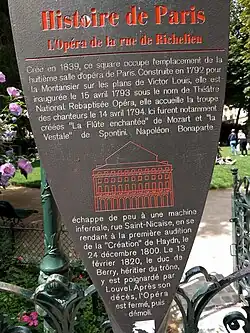 Histoire de Paris
L'Opéra de la rue de Richelieu
Crée en 1839, ce square occupe l'emplacement de la
huitième salle d'opéra de Paris. Construite en 1792 pour
la Montansier sur les plans de Victor Louis, elle est
inaugurée le 15 avril 1793 sous le nom de Théâtre
National. Rebaptisée Opéra, elle accueille la troupe
des chanteurs le 14 avril 1794. Ici furent notamment
créées "La Flûte enchantée" de Mozart et "la
Vestale" de Spontini. Napoléon Bonaparte
échappe de peu à une machine
infernale, rue Saint-Nicaise, en se
rendant à la première audition
de la "Création" de Haydn, le
24 décembre 1800. Le 13
février 1820, le duc de
Berry, héritier du trône,
y est poignardé par
Louvel. Après son
décès, l'Opéra
est fermé, puis
démoli.